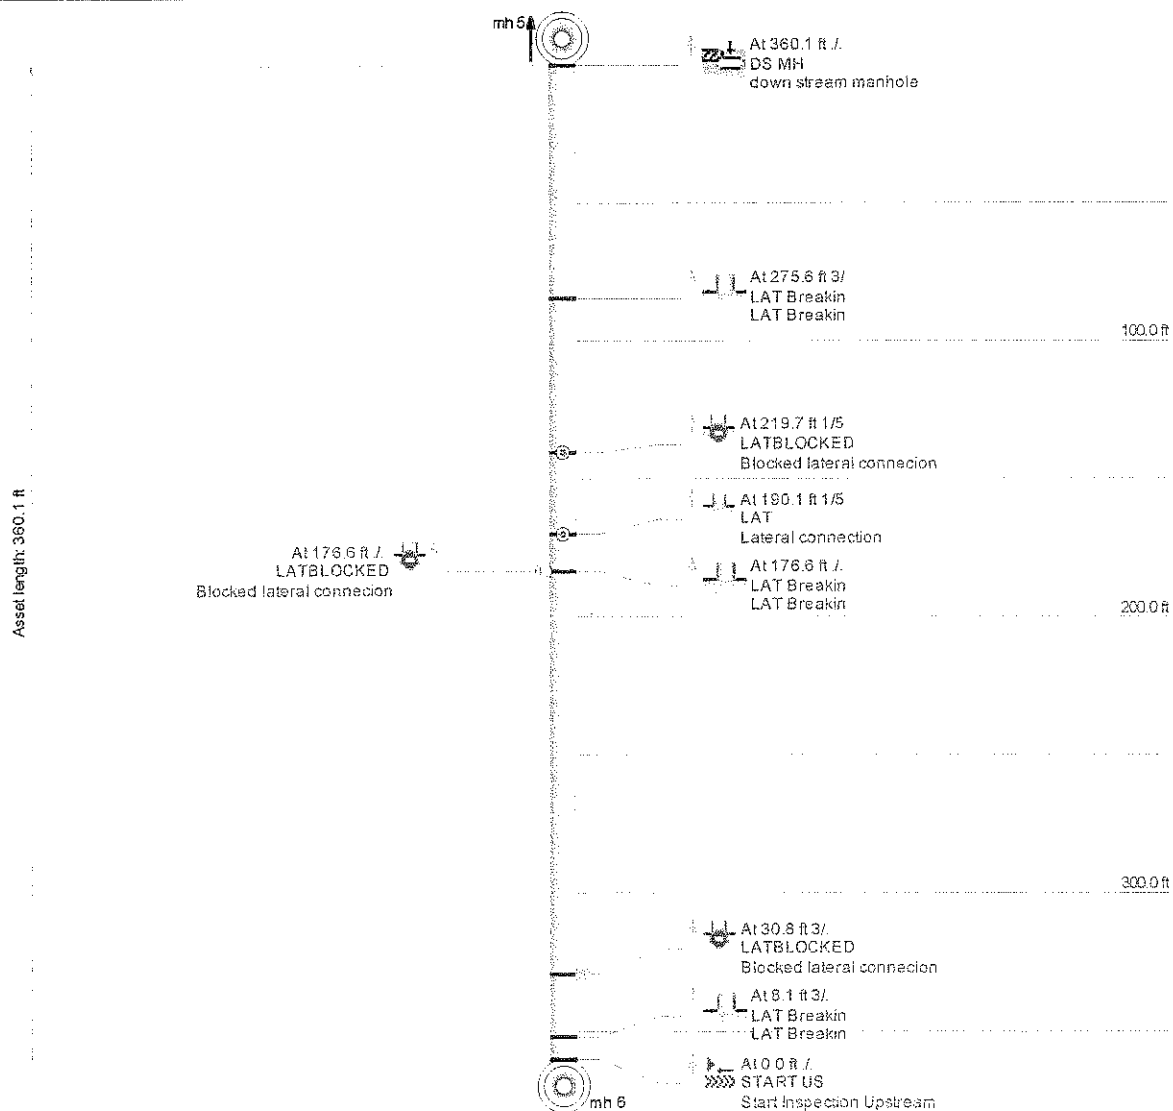 mh 5
At 360.1 ft /.
DS MH
down stream manhole
At 275.6 ft 3/
LAT Breakin
LAT Breakin
100.0 ft
At 219.7 ft 1/5
LATBLOCKED
Blocked lateral connecion
At 190.1 ft 1/5
LAT
Lateral connection
At 176.6 ft /.
LATBLOCKED
Blocked lateral connecion
At 176.6 ft /.
LAT Breakin
LAT Breakin
200.0 ft
Asset length: 360.1 ft
300.0 ft
At 30.8 ft 3/.
LATBLOCKED
Blocked lateral connecion
At 8.1 ft 3/.
LAT Breakin
LAT Breakin
At 0.0 ft /.
START US
Start Inspection Upstream
mh 6